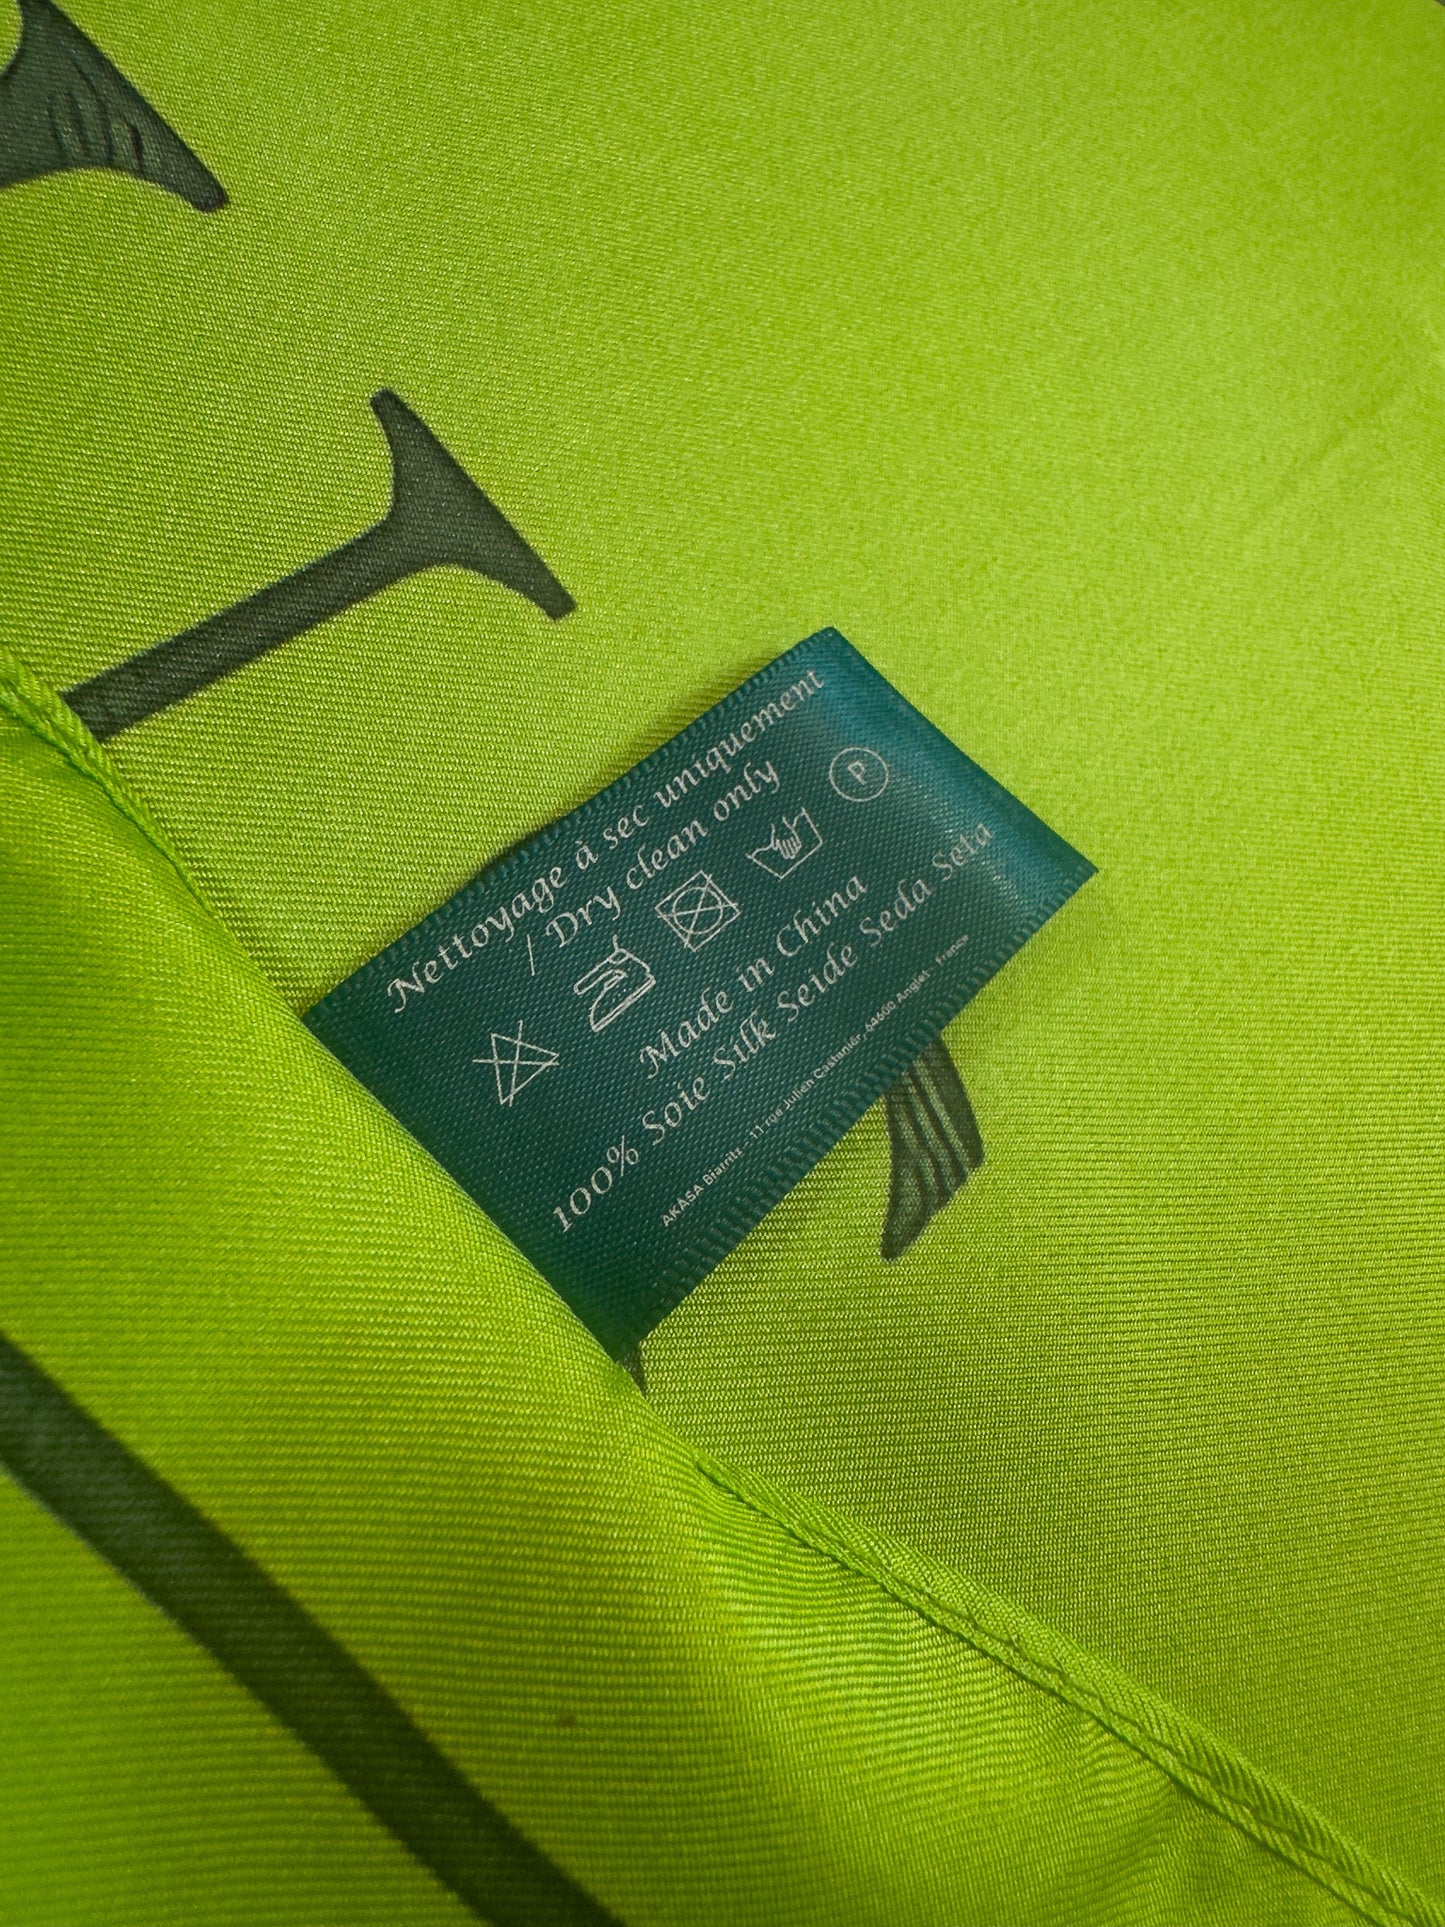 Nettoyage à sec uniquement
/ Dry clean only
P
Made in China
100% Soie Silk Seide Seda Seta
AKĀSA Biarritz - 11 rue Julien Castanier, 64600 Anglet - France